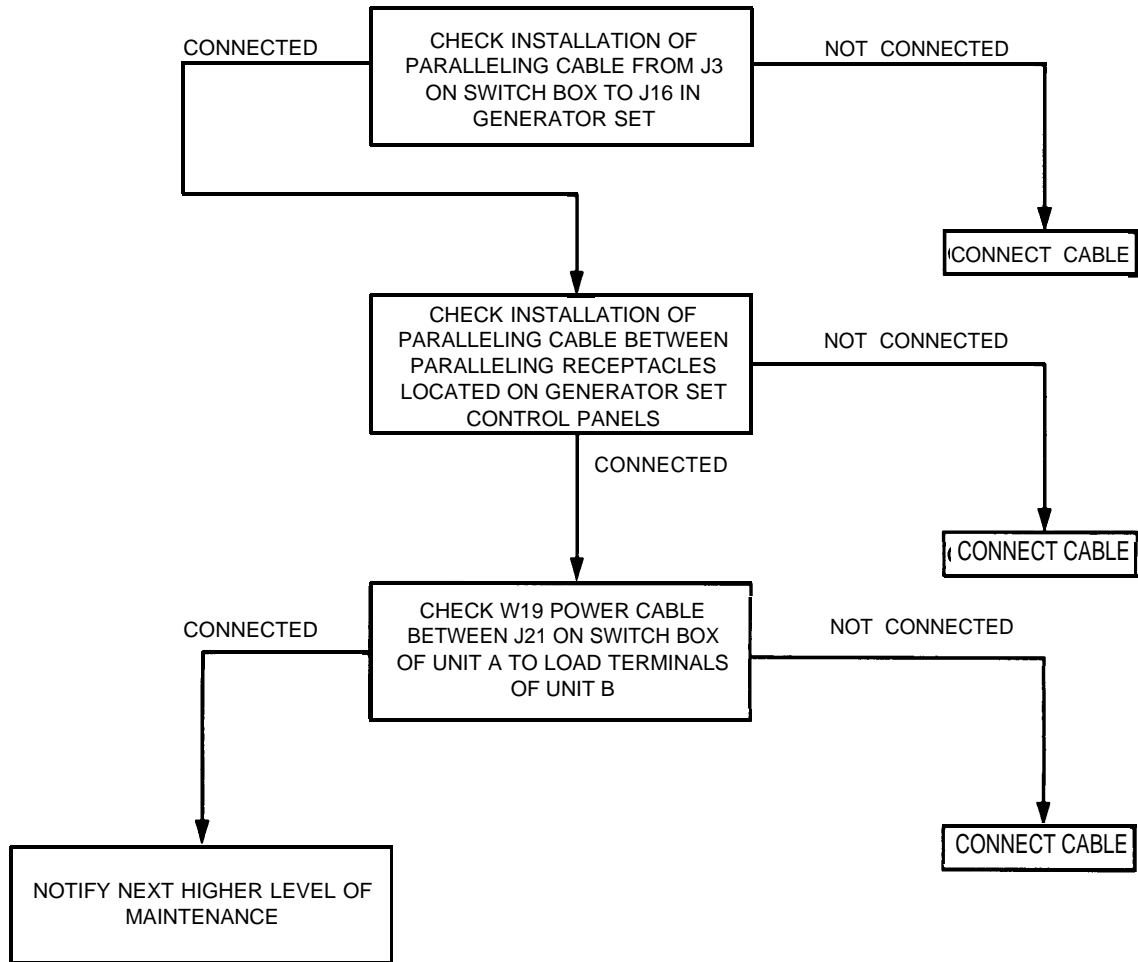 CONNECTED
CHECK INSTALLATION OF
PARALLELING CABLE FROM J3
ON SWITCH BOX TO J16 IN
GENERATOR SET
NOT CONNECTED
CONNECT CABLE
CHECK INSTALLATION OF
PARALLELING CABLE BETWEEN
PARALLELING RECEPTACLES
LOCATED ON GENERATOR SET
CONTROL PANELS
NOT CONNECTED
CONNECTED
CONNECT CABLE
CONNECTED
CHECK W19 POWER CABLE
BETWEEN J21 ON SWITCH BOX
OF UNIT A TO LOAD TERMINALS
OF UNIT B
NOT CONNECTED
CONNECT CABLE
NOTIFY NEXT HIGHER LEVEL OF
MAINTENANCE